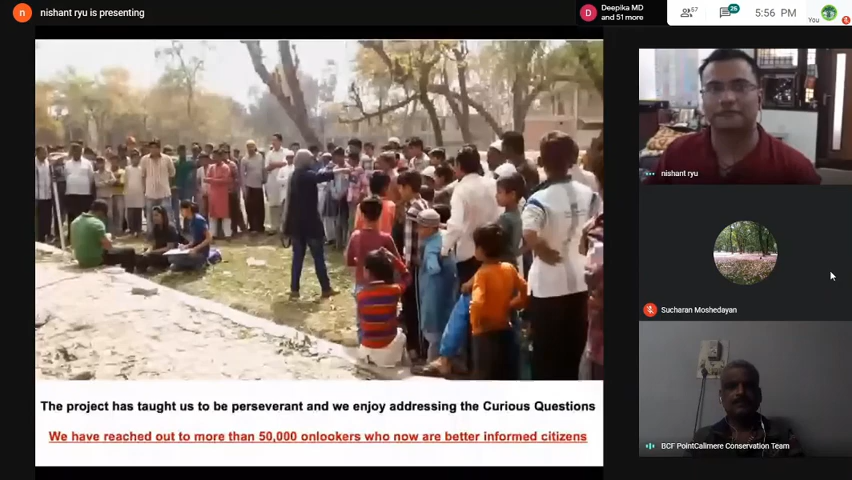 n nishant ryu is presenting
D Deepika MD
and 51 more
57
25
5:56 PM
You
nishant ryu
Sucharan Moshedayan
BCF PointCalimere Conservation Team
The project has taught us to be perseverant and we enjoy addressing the Curious Questions
We have reached out to more than 50,000 onlookers who now are better informed citizens